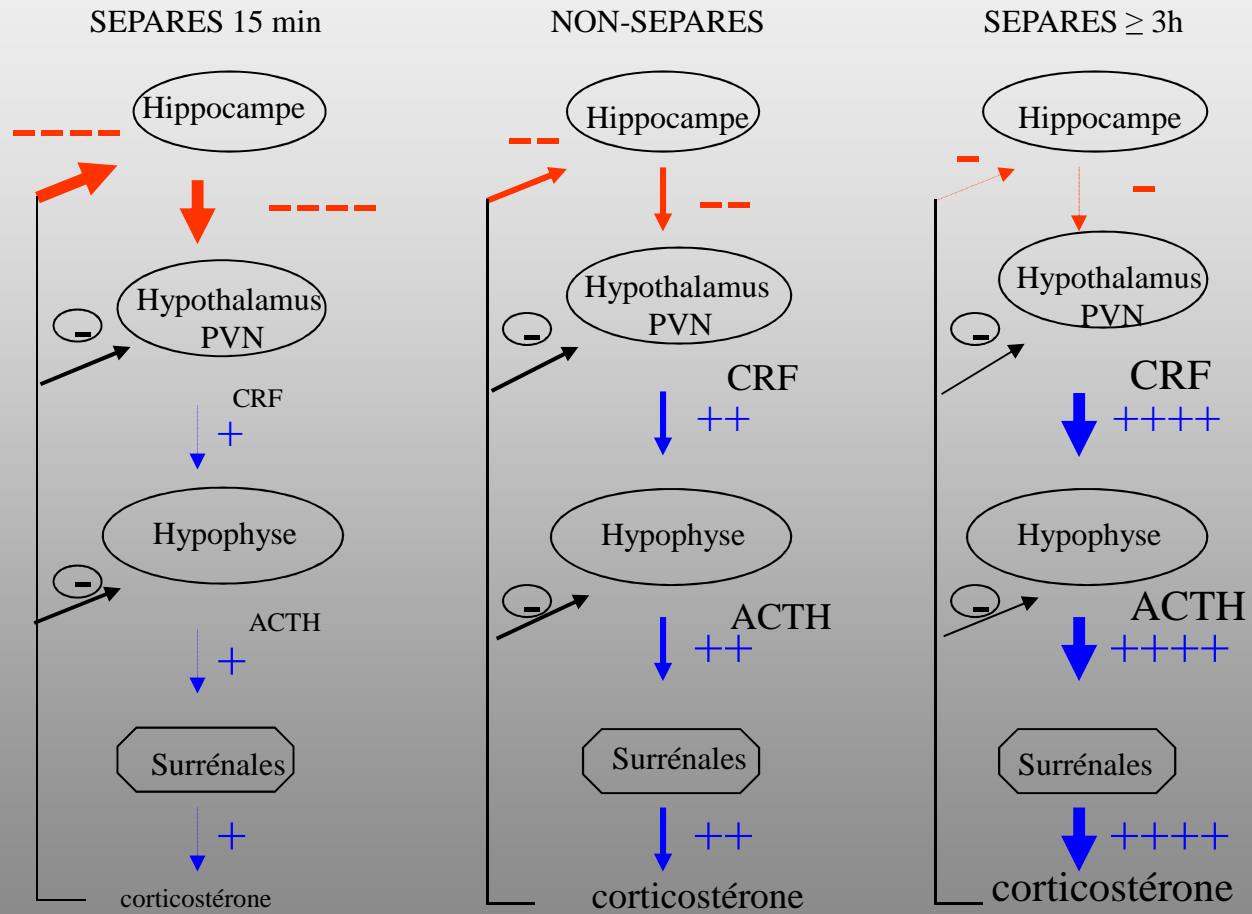 SEPARES 15 min
Hippocampe
– – – –
– – – –
Hypothalamus
PVN
-
CRF
+
Hypophyse
-
ACTH
+
Surrénales
+
corticostérone
NON-SEPARES
Hippocampe
– –
– –
Hypothalamus
PVN
-
CRF
++
Hypophyse
-
ACTH
++
Surrénales
++
corticostérone
SEPARES ≥ 3h
Hippocampe
–
–
Hypothalamus
PVN
-
CRF
++++
Hypophyse
-
ACTH
++++
Surrénales
++++
corticostérone